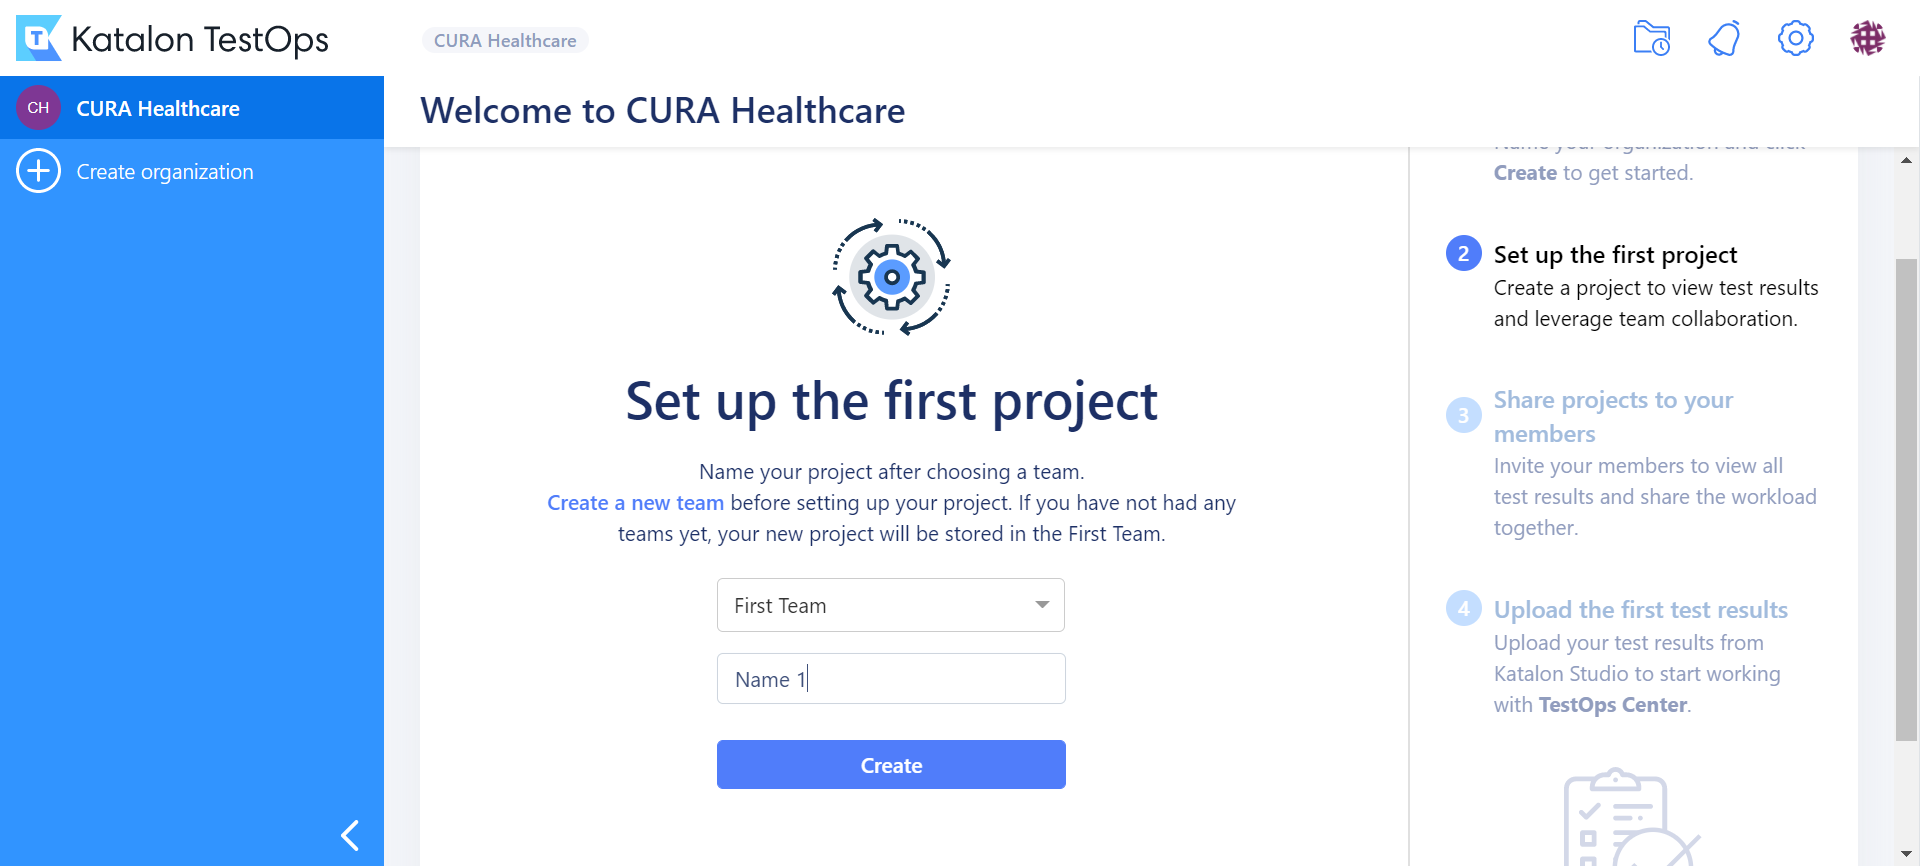 T Katalon TestOps
CURA Healthcare
CH CURA Healthcare
Create organization
Welcome to CURA Healthcare
Set up the first project
Name your project after choosing a team.
Create a new team before setting up your project. If you have not had any
teams yet, your new project will be stored in the First Team.
First Team
Name 1
Create
Name your organization and click
Create to get started.
2 Set up the first project
Create a project to view test results
and leverage team collaboration.
3 Share projects to your
members
Invite your members to view all
test results and share the workload
together.
4 Upload the first test results
Upload your test results from
Katalon Studio to start working
with TestOps Center.